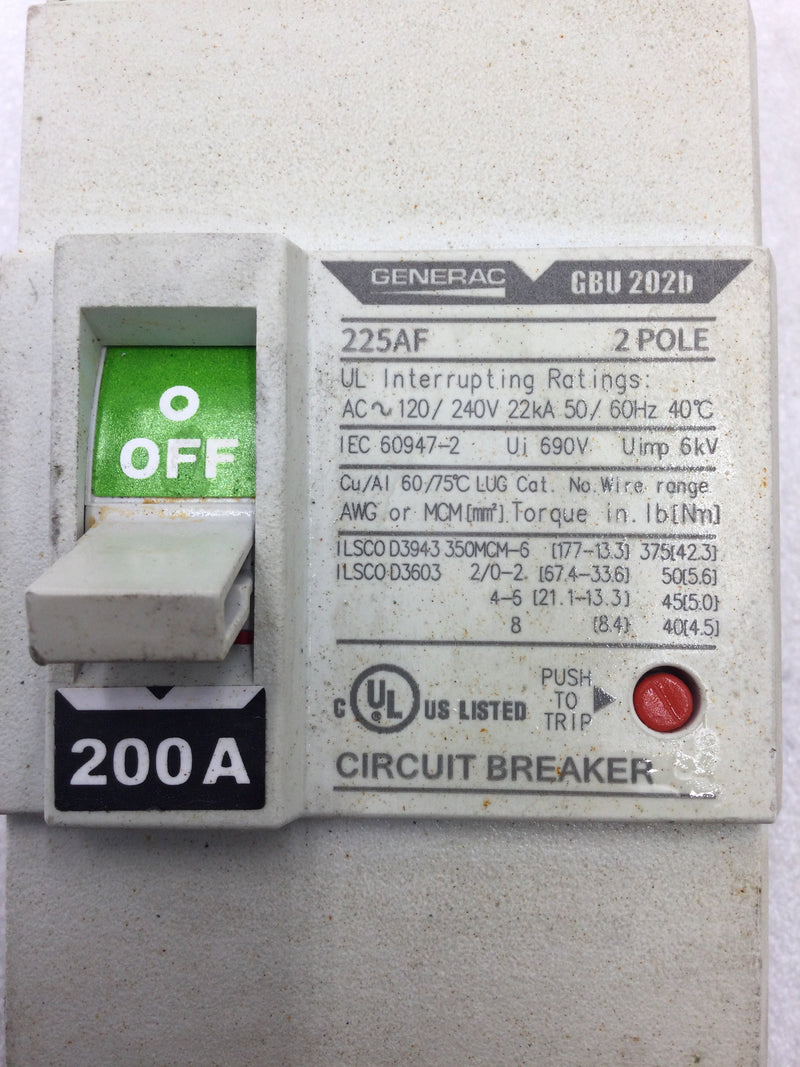 GENERAC GBU 202b
225AF 2 POLE
UL Interrupting Ratings:
AC∿120/240V 22kA 50/60Hz 40℃
IEC 60947-2 Ui 690V Uimp 6kV
Cu/Al 60/75℃ LUG Cat. No. Wire range
AWG or MCM[mm²]. Torque in. lb[Nm]
ILSCO D3943 350MCM-6 [177-13.3] 375[42.3]
ILSCO D3603 2/0-2 [67.4-33.6] 50[5.6]
4-6 [21.1-13.3] 45[5.0]
8 [8.4] 40[4.5]
C UL US LISTED
PUSH
TO
TRIP
CIRCUIT BREAKER
O
OFF
200A